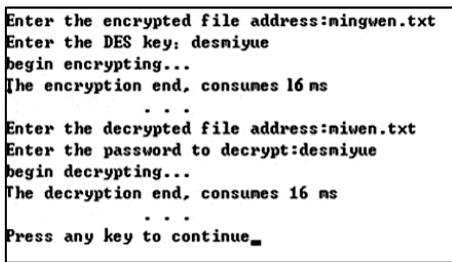 Enter the encrypted file address:mingwen.txt
Enter the DES key: desmiyue
begin encrypting...
The encryption end, consumes 16 ms
. . .
Enter the decrypted file address:miwen.txt
Enter the password to decrypt:desmiyue
begin decrypting...
The decryption end, consumes 16 ms
. . .
Press any key to continue_